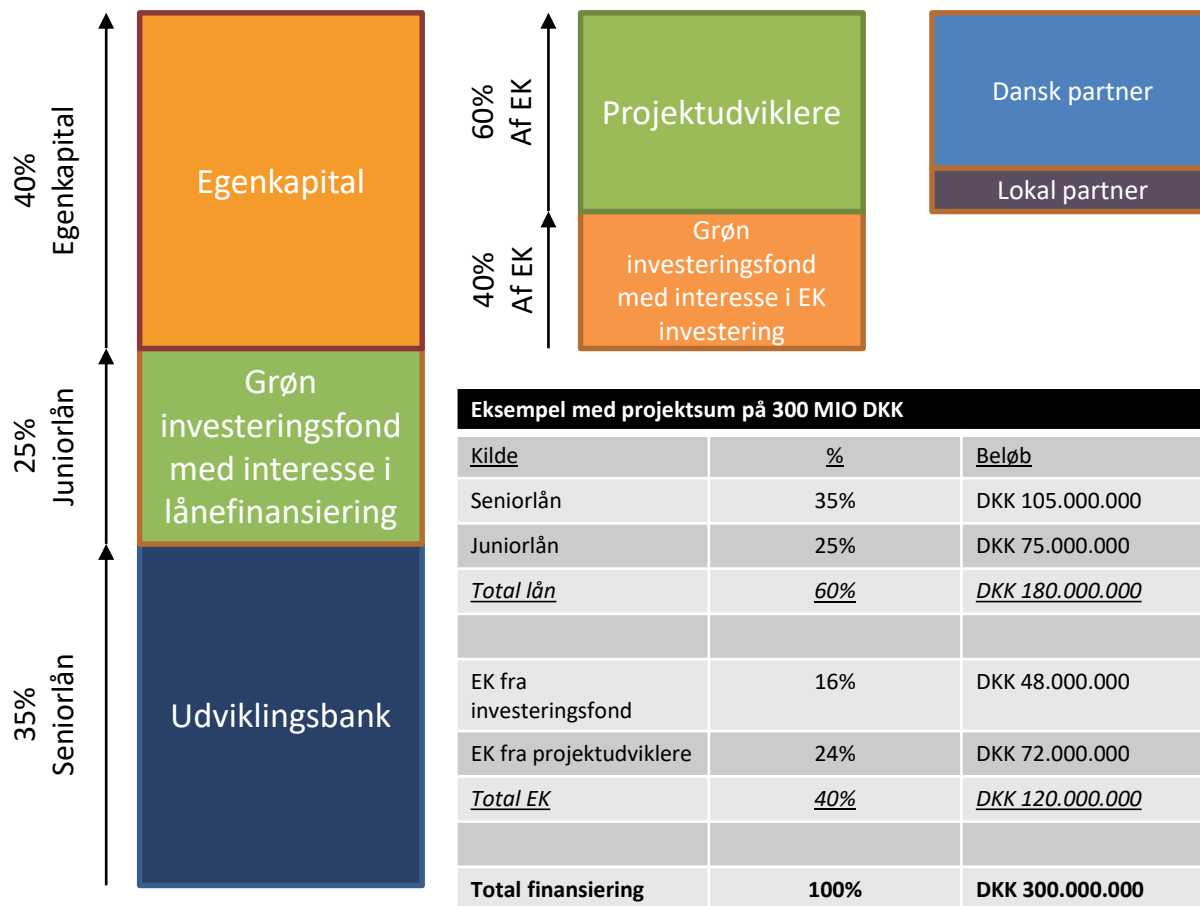 40%
Egenkapital
25%
Juniorlån
35%
Seniorlån
Egenkapital
Grøn
investeringsfond
med interesse i
lånefinansiering
Udviklingsbank
60%
Af EK
40%
Af EK
Projektudviklere
Grøn
investeringsfond
med interesse i EK
investering
Dansk partner
Lokal partner
Eksempel med projektsum på 300 MIO DKK
Kilde % Beløb
Seniorlån 35% DKK 105.000.000
Juniorlån 25% DKK 75.000.000
Total lån 60% DKK 180.000.000
EK fra 16% DKK 48.000.000
investeringsfond
EK fra projektudviklere 24% DKK 72.000.000
Total EK 40% DKK 120.000.000
Total finansiering 100% DKK 300.000.000